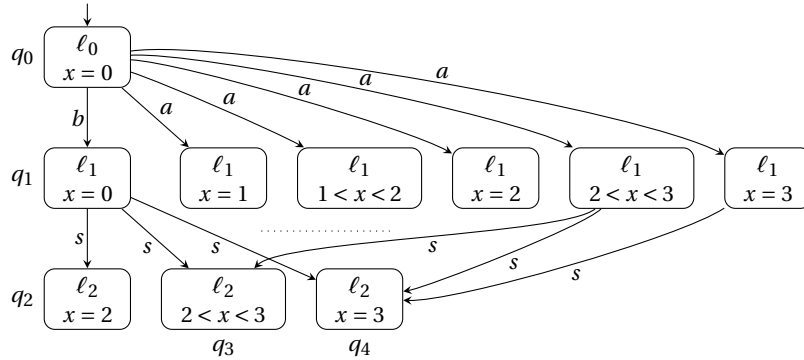 q₀ ℓ₀
x = 0
a
a
a
a
a
b
q₁ ℓ₁ ℓ₁ ℓ₁ ℓ₁ ℓ₁ ℓ₁
x = 0 x = 1 1 < x < 2 x = 2 2 < x < 3 x = 3
s s s s s s
q₂ ℓ₂ ℓ₂ ℓ₂
x = 2 2 < x < 3 x = 3
q₃ q₄